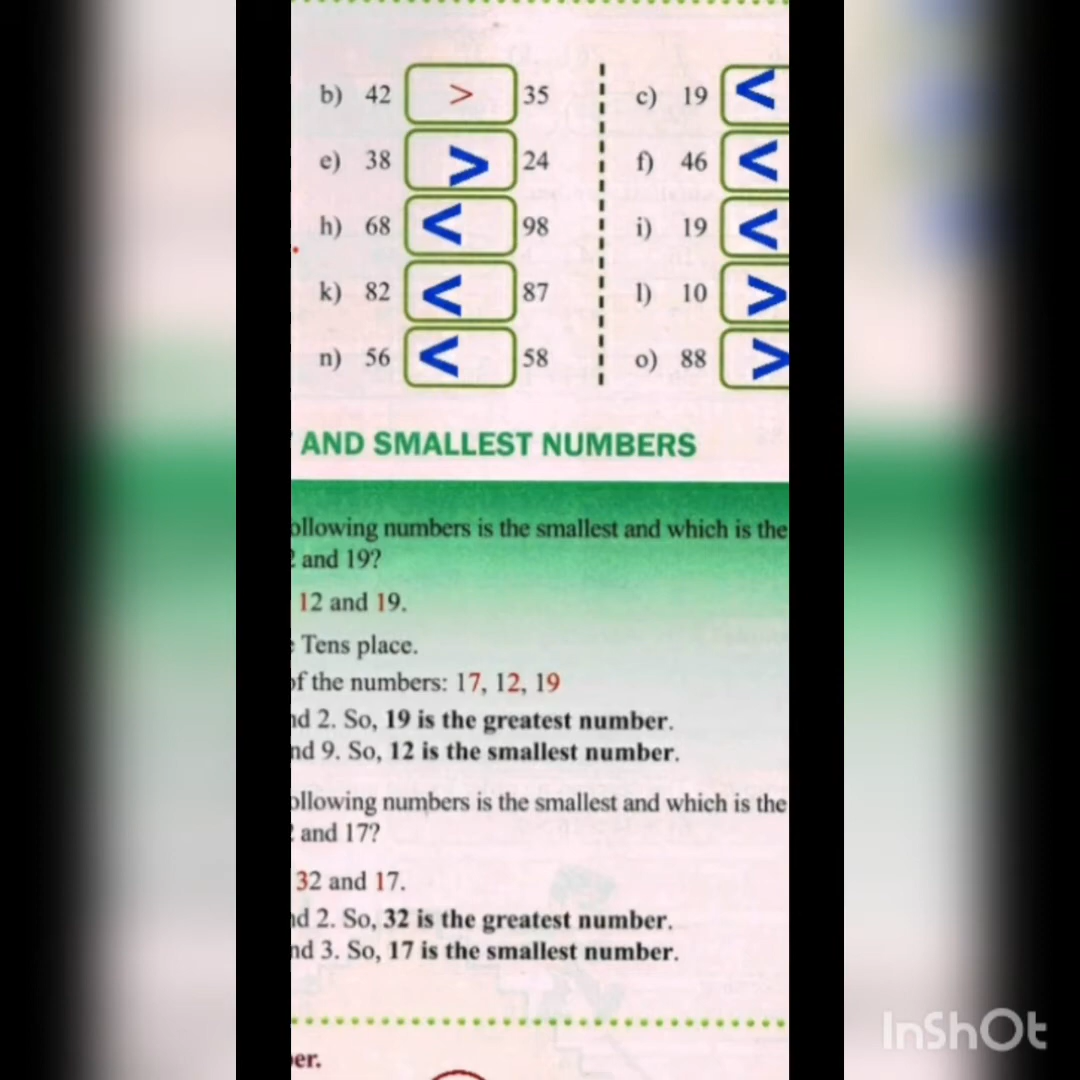 b) 42 > 35 c) 19 <
e) 38 > 24 f) 46 <
h) 68 < 98 i) 19 <
k) 82 < 87 l) 10 >
n) 56 < 58 o) 88 >
AND SMALLEST NUMBERS
ollowing numbers is the smallest and which is the
and 19?
12 and 19.
Tens place.
of the numbers: 17, 12, 19
nd 2. So, 19 is the greatest number.
nd 9. So, 12 is the smallest number.
ollowing numbers is the smallest and which is the
and 17?
32 and 17.
nd 2. So, 32 is the greatest number.
nd 3. So, 17 is the smallest number.
er.
InShOt